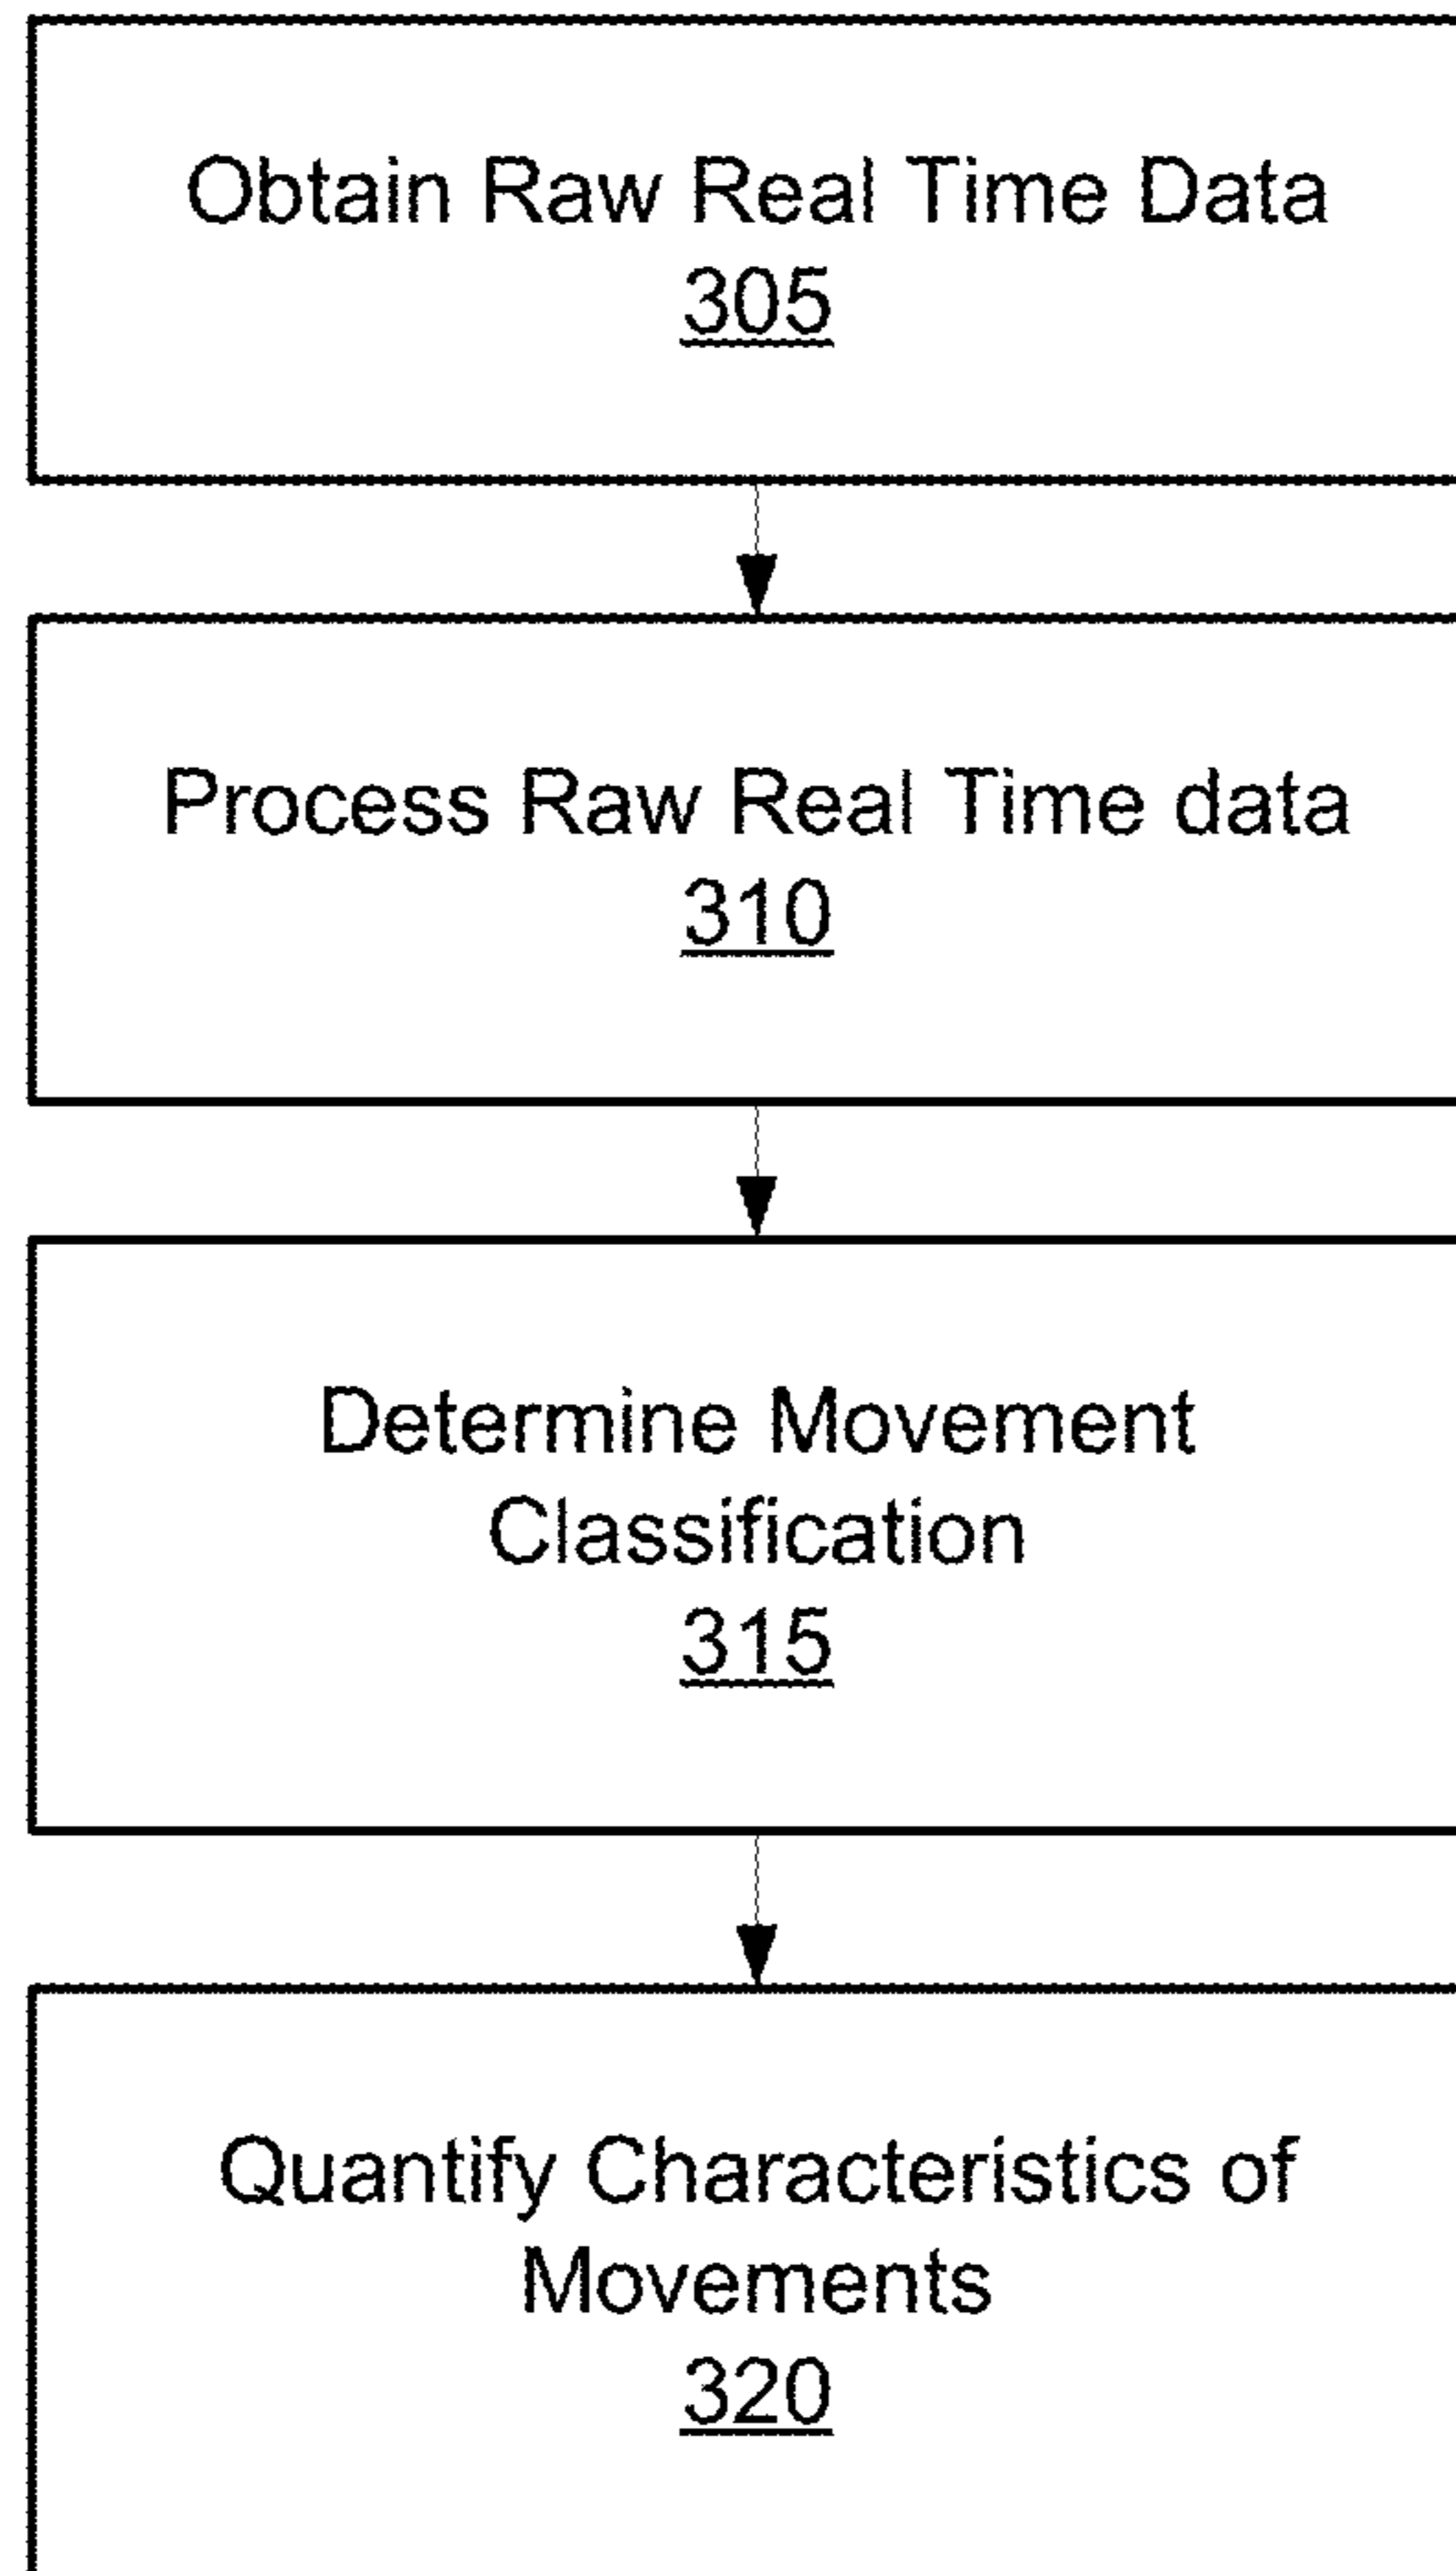 Obtain Raw Real Time Data
305
Process Raw Real Time data
310
Determine Movement
Classification
315
Quantify Characteristics of
Movements
320